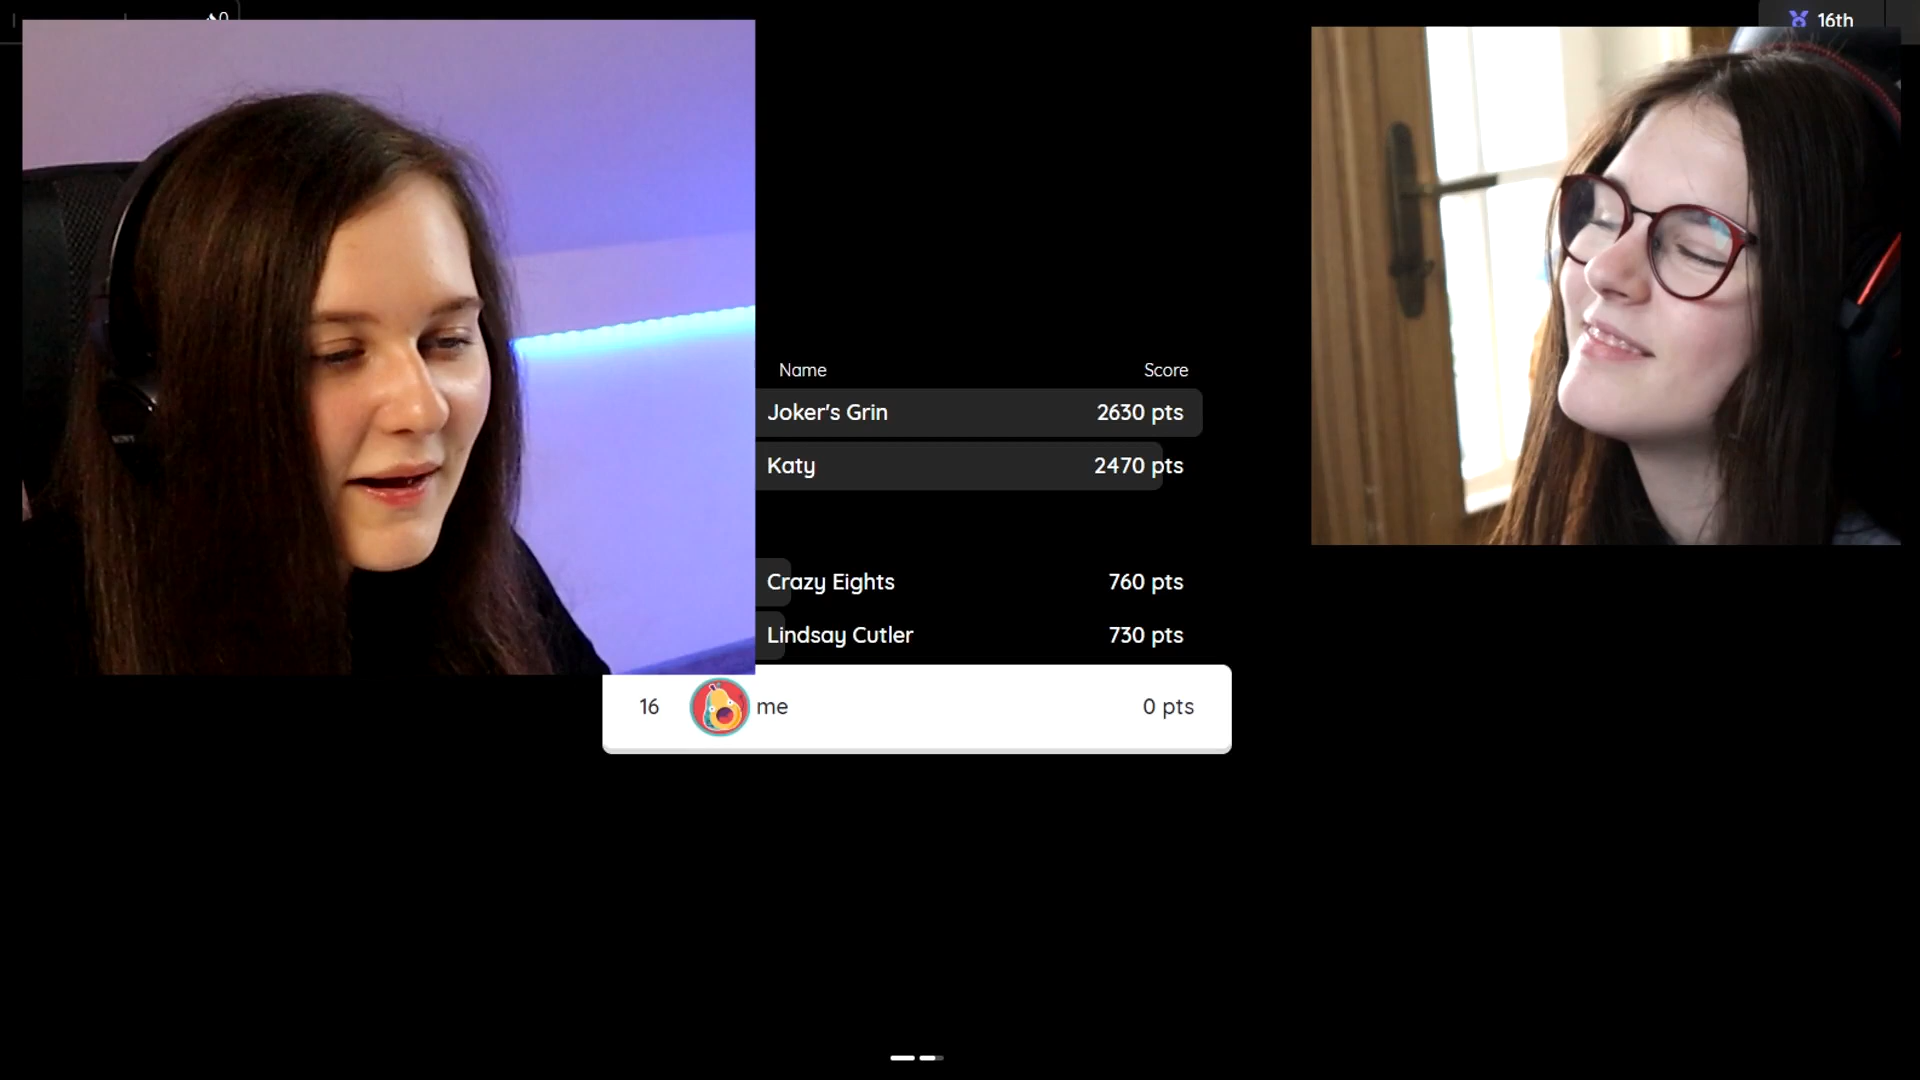 16th
Name Score
Joker's Grin 2630 pts
Katy 2470 pts
Crazy Eights 760 pts
Lindsay Cutler 730 pts
16 me 0 pts
SONY